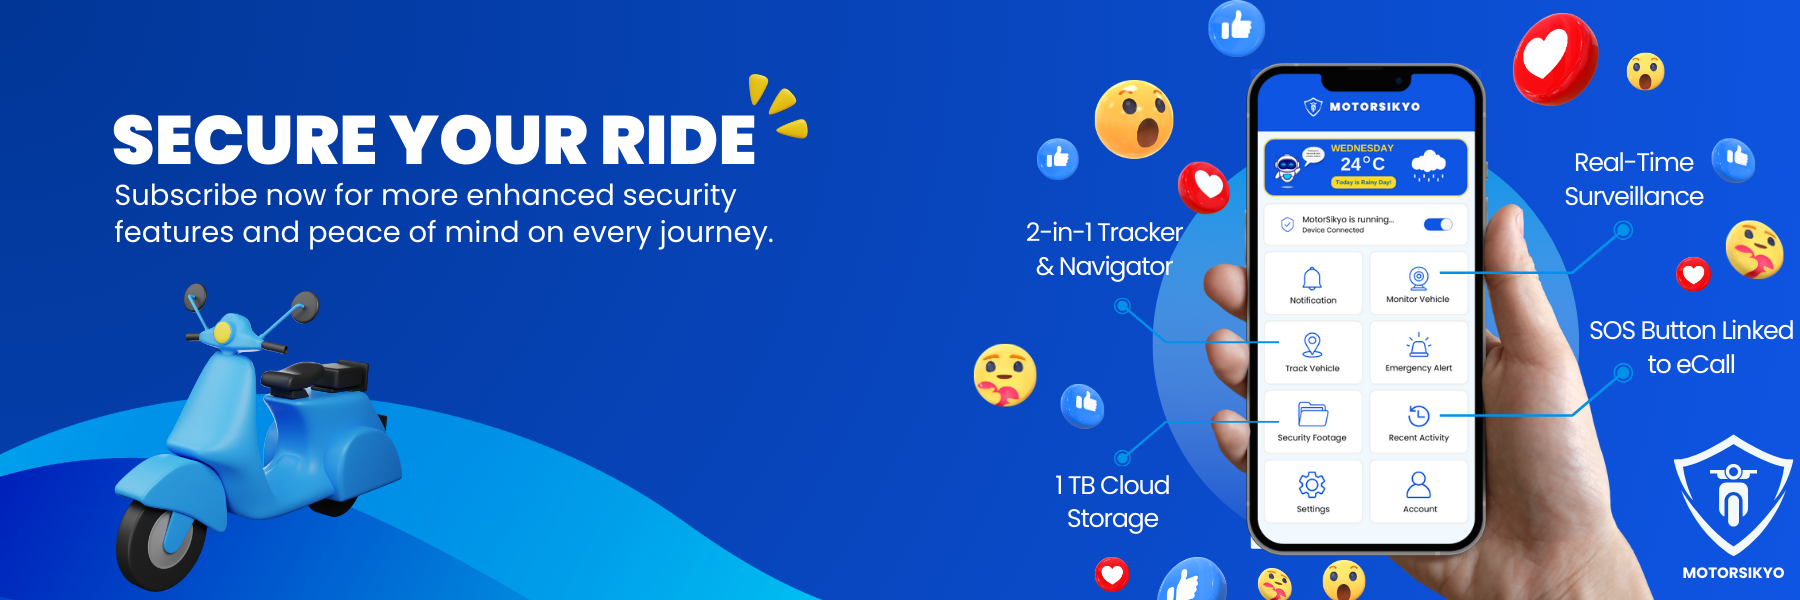 SECURE YOUR RIDE
Subscribe now for more enhanced security
features and peace of mind on every journey.
2-in-1 Tracker
& Navigator
1 TB Cloud
Storage
MOTORSIKYO
WEDNESDAY
24°C
Today is Rainy Day!
MotorSikyo is running...
Device Connected
Notification
Monitor Vehicle
Track Vehicle
Emergency Alert
Security Footage
Recent Activity
Settings
Account
Real-Time
Surveillance
SOS Button Linked
to eCall
MOTORSIKYO